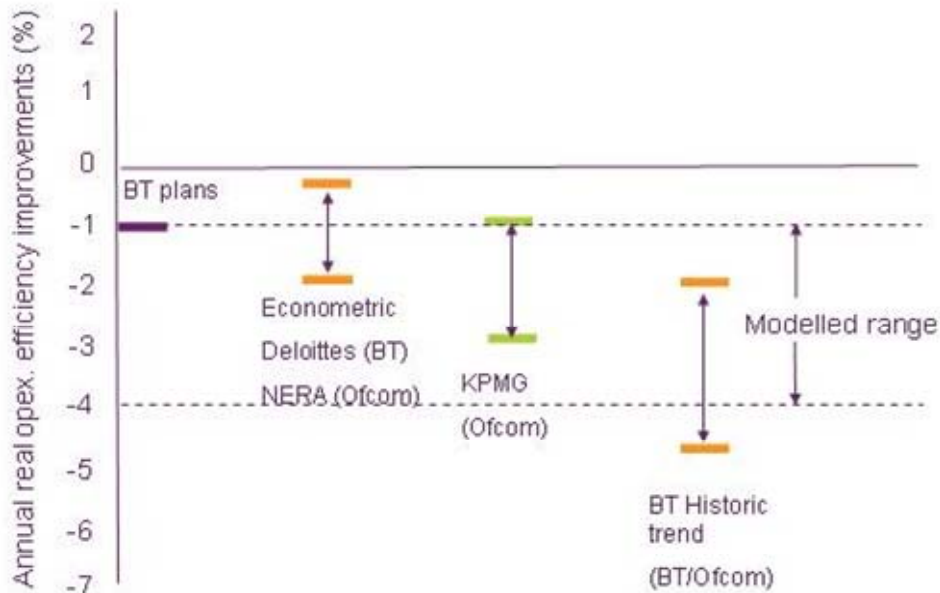 Annual real opex. efficiency improvements (%)
2
1
0
-1
-2
-3
-4
-5
-6
-7
BT plans
Econometric
Deloittes (BT)
NERA (Ofcom)
KPMG
(Ofcom)
BT Historic
trend
(BT/Ofcom)
Modelled range